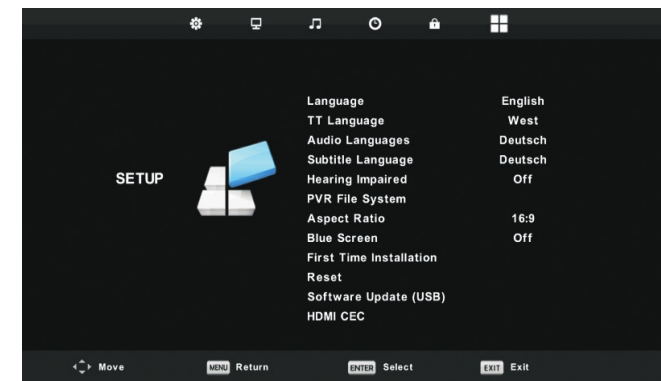 SETUP
Language English
TT Language West
Audio Languages Deutsch
Subtitle Language Deutsch
Hearing Impaired Off
PVR File System
Aspect Ratio 16:9
Blue Screen Off
First Time Installation
Reset
Software Update (USB)
HDMI CEC
Move MENU Return ENTER Select EXIT Exit